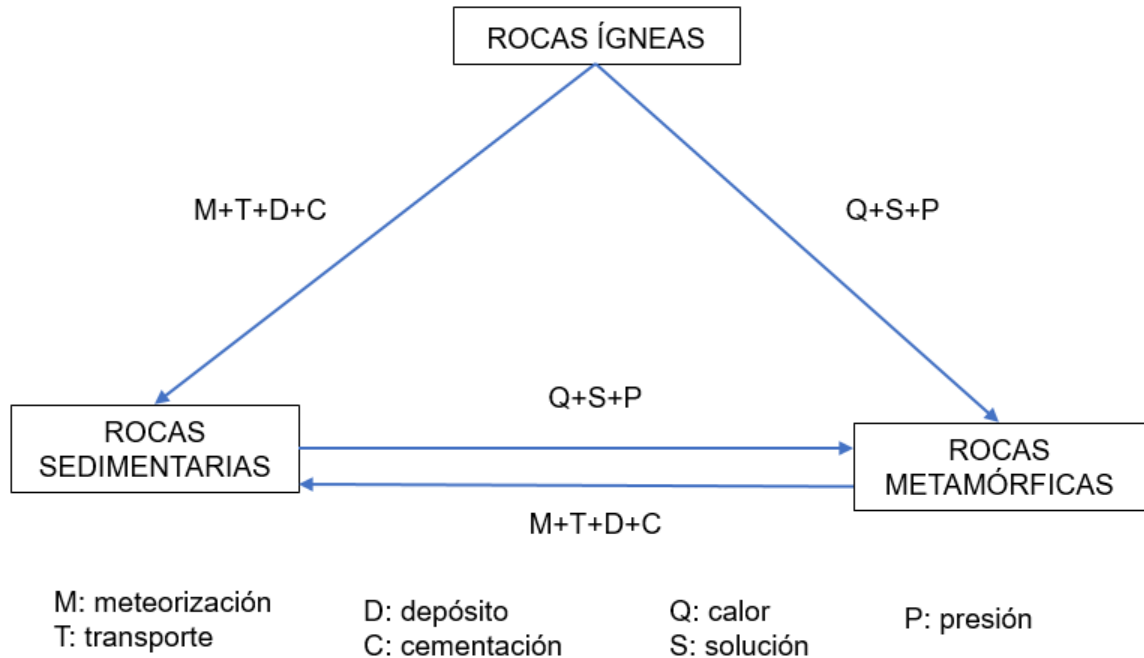 ROCAS ÍGNEAS
M+T+D+C
Q+S+P
Q+S+P
ROCAS
SEDIMENTARIAS
ROCAS
METAMÓRFICAS
M+T+D+C
M: meteorización
T: transporte
D: depósito
C: cementación
Q: calor
S: solución
P: presión